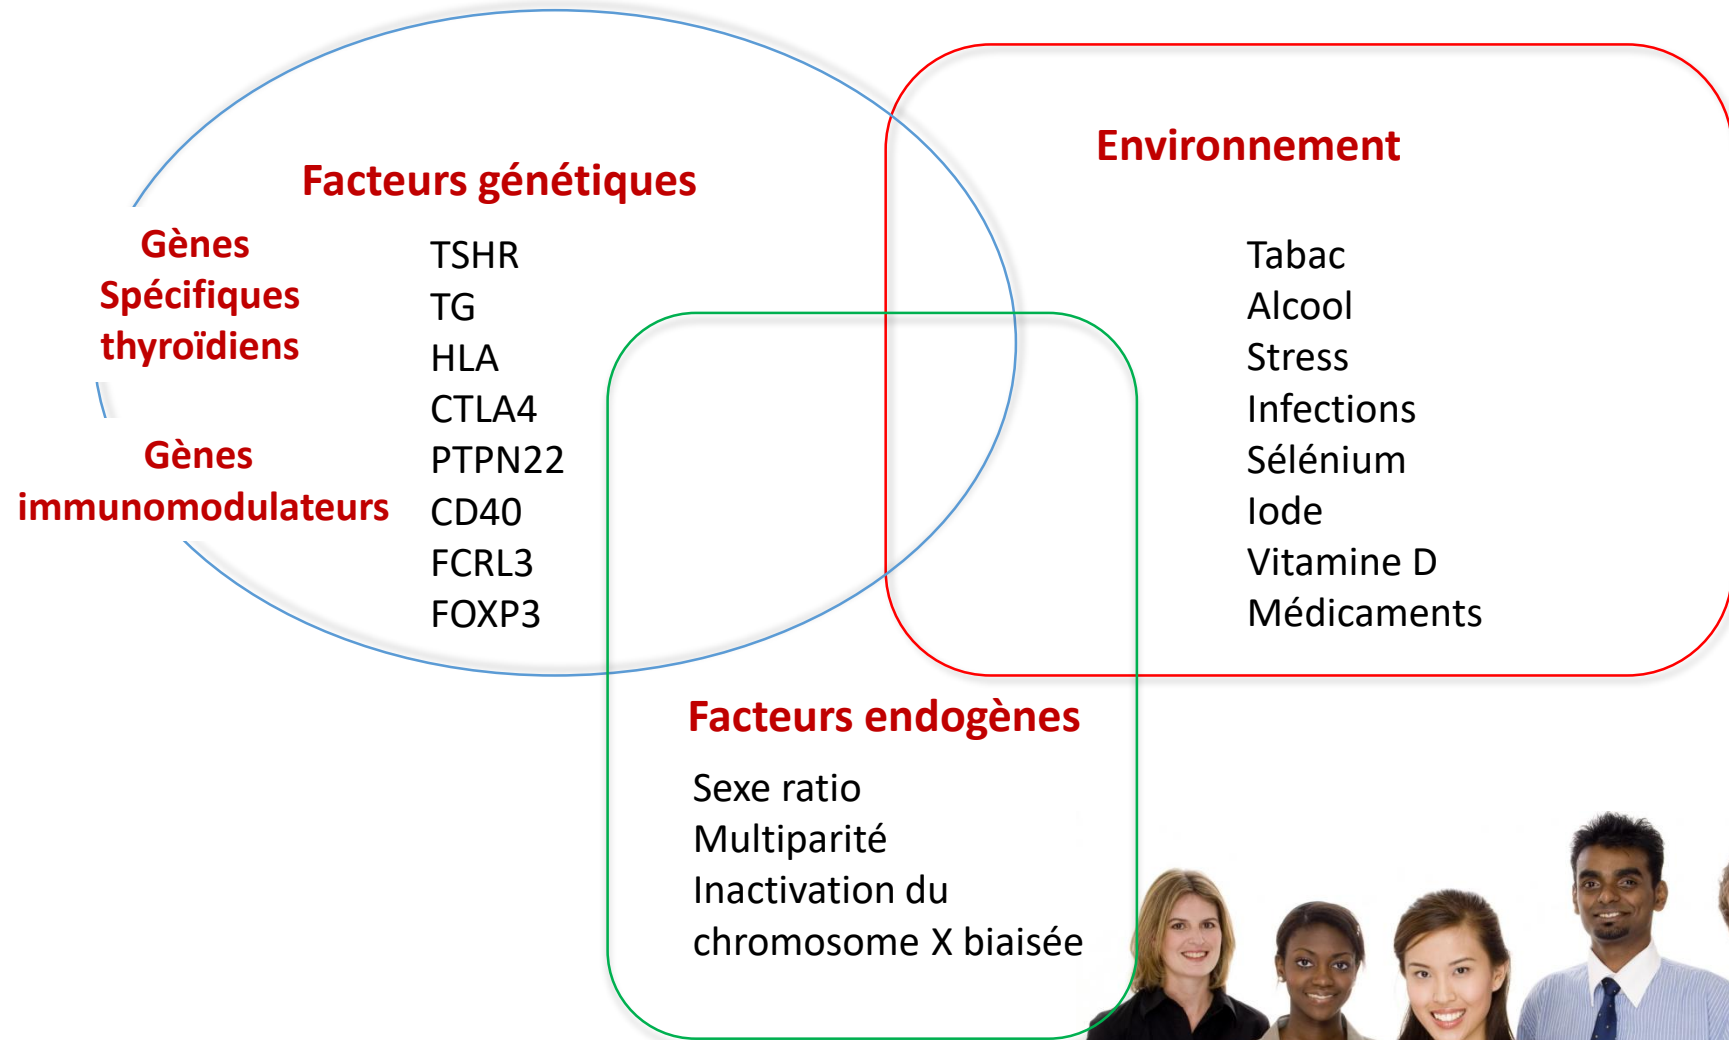 Facteurs génétiques
Gènes
Spécifiques
thyroïdiens
Gènes
immunomodulateurs
TSHR
TG
HLA
CTLA4
PTPN22
CD40
FCRL3
FOXP3
Environnement
Tabac
Alcool
Stress
Infections
Sélénium
Iode
Vitamine D
Médicaments
Facteurs endogènes
Sexe ratio
Multiparité
Inactivation du
chromosome X biaisée